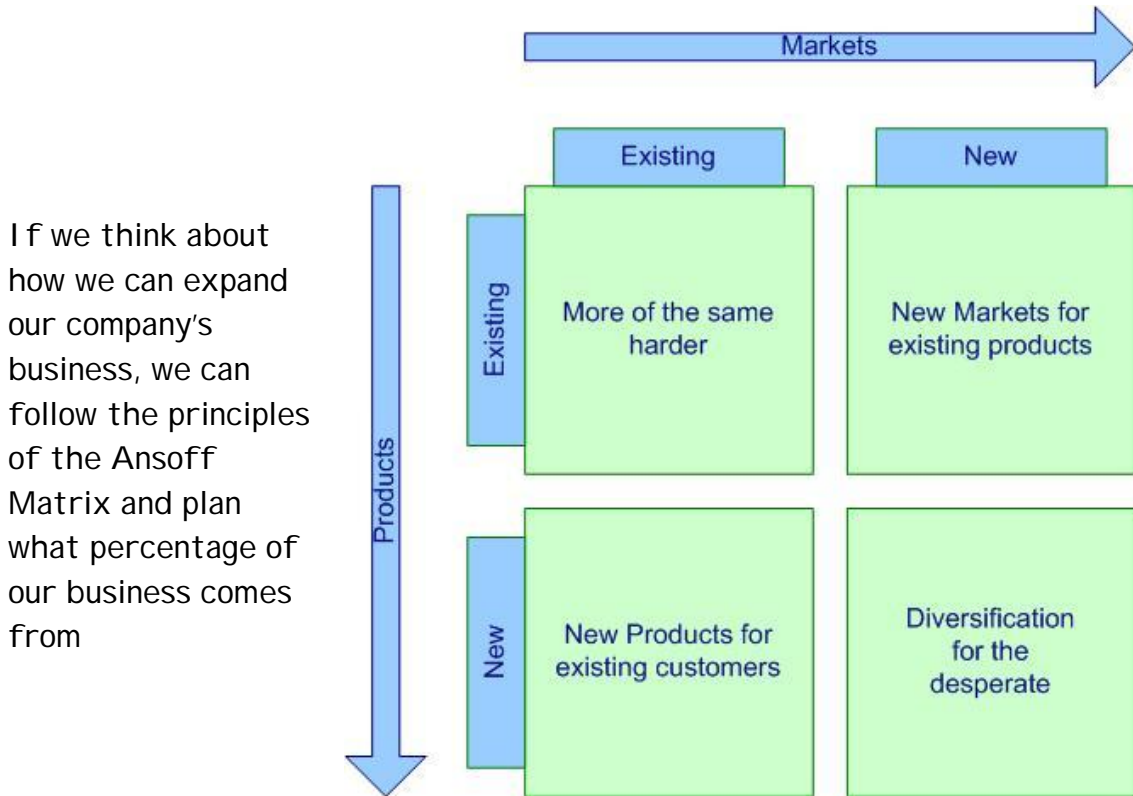 If we think about
how we can expand
our company's
business, we can
follow the principles
of the Ansoff
Matrix and plan
what percentage of
our business comes
from
Markets
Existing
New
Products
Existing
More of the same
harder
New Markets for
existing products
New
New Products for
existing customers
Diversification
for the
desperate